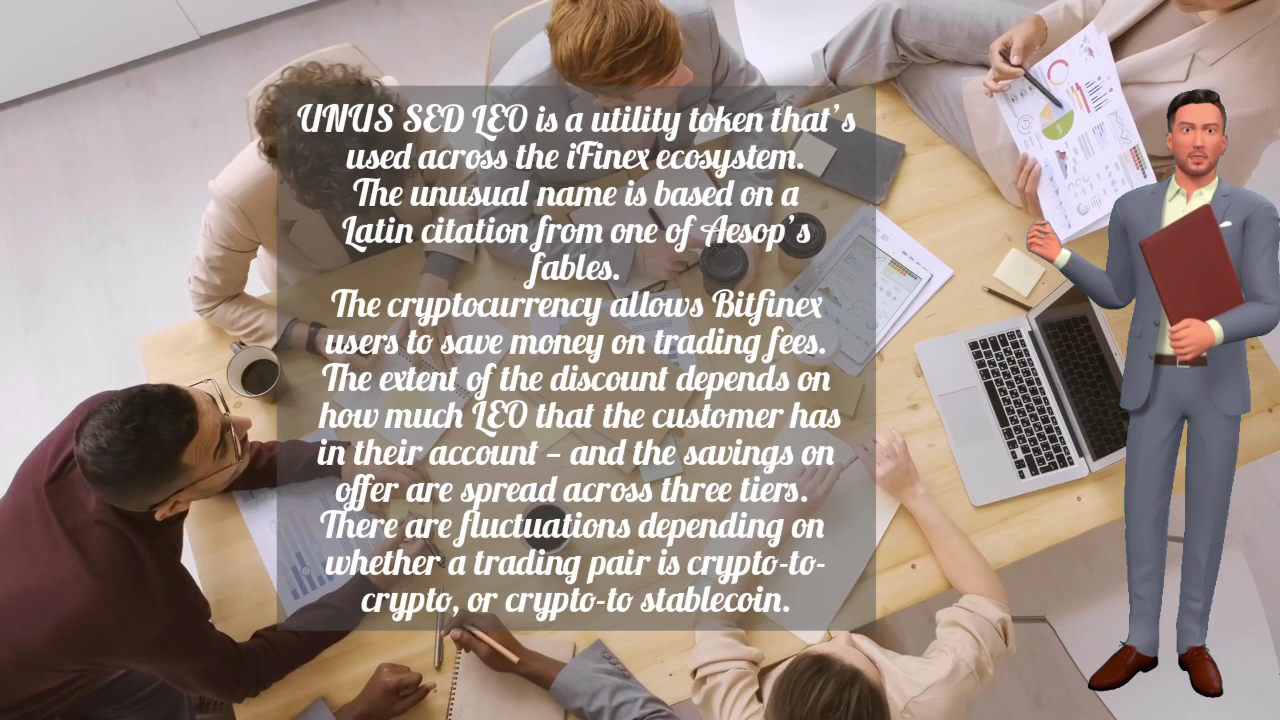 UNUS SED LEO is a utility token that's
used across the iFinex ecosystem.
The unusual name is based on a
Latin citation from one of Aesop's
fables.
The cryptocurrency allows Bitfinex
users to save money on trading fees.
The extent of the discount depends on
how much LEO that the customer has
in their account – and the savings on
offer are spread across three tiers.
There are fluctuations depending on
whether a trading pair is crypto-to-
crypto, or crypto-to stablecoin.